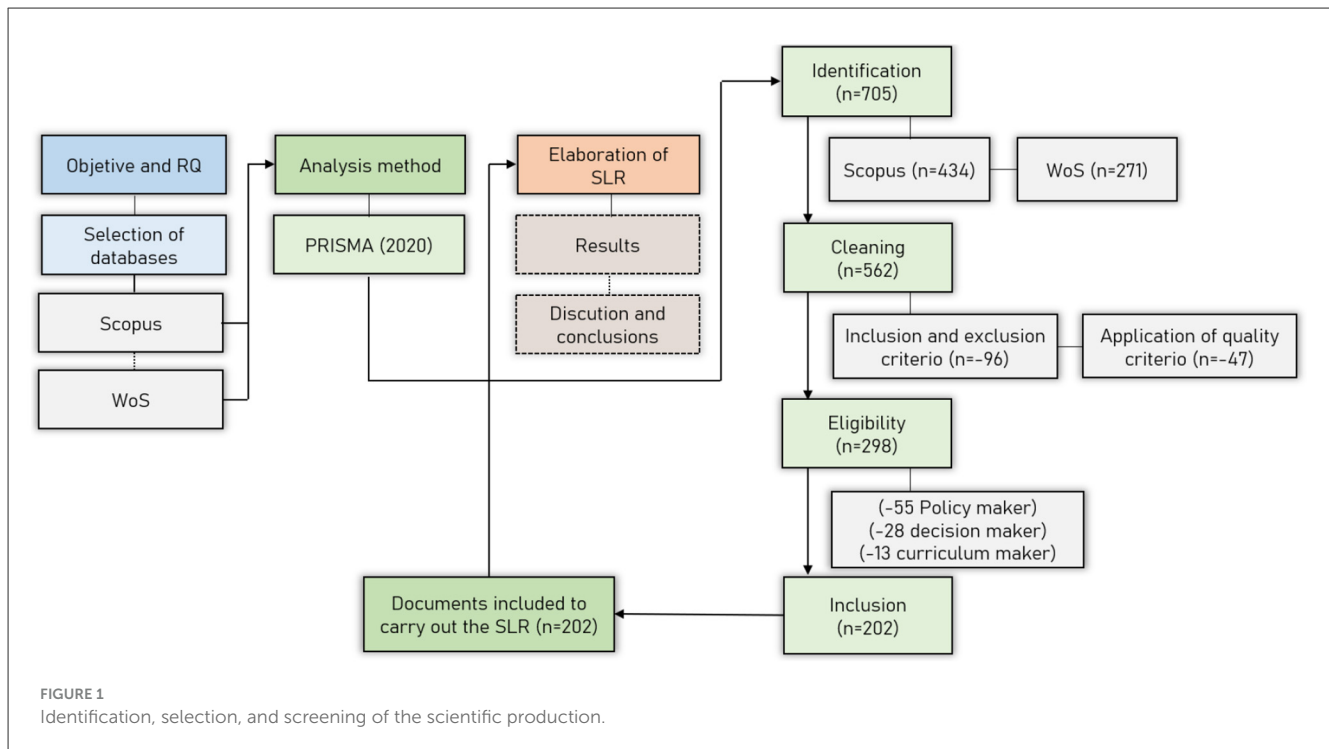 Objetive and RQ
Selection of
databases
Scopus
WoS
Analysis method
PRISMA (2020)
Elaboration of
SLR
Results
Discution and
conclusions
Identification
(n=705)
Scopus (n=434)
WoS (n=271)
Cleaning
(n=562)
Inclusion and exclusion
criterio (n=-96)
Application of quality
criterio (n=-47)
Eligibility
(n=298)
(-55 Policy maker)
(-28 decision maker)
(-13 curriculum maker)
Inclusion
(n=202)
Documents included to
carry out the SLR (n=202)
FIGURE 1
Identification, selection, and screening of the scientific production.